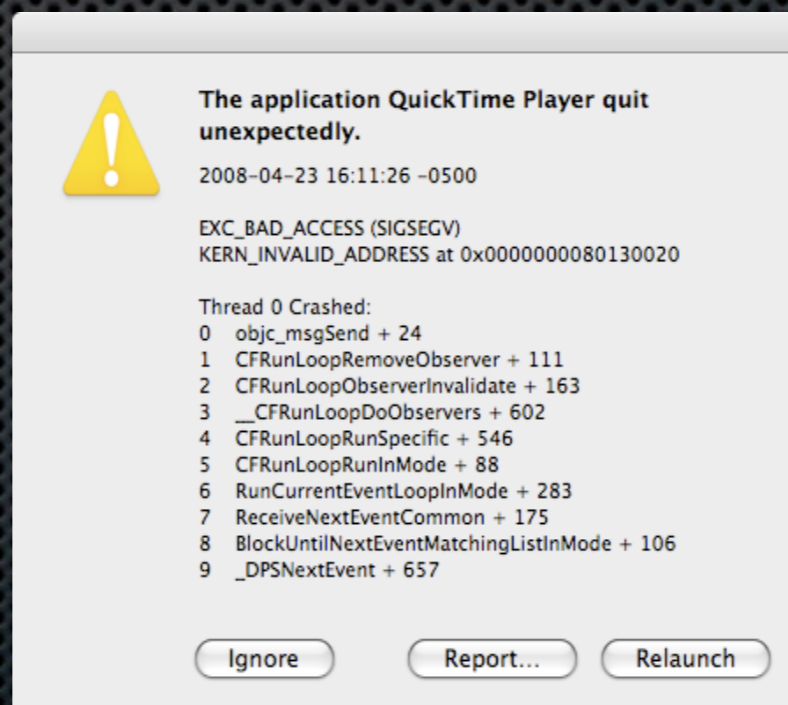 The application QuickTime Player quit
unexpectedly.
2008-04-23 16:11:26 -0500
EXC_BAD_ACCESS (SIGSEGV)
KERN_INVALID_ADDRESS at 0x0000000080130020
Thread 0 Crashed:
0 objc_msgSend + 24
1 CFRunLoopRemoveObserver + 111
2 CFRunLoopObserverInvalidate + 163
3 __CFRunLoopDoObservers + 602
4 CFRunLoopRunSpecific + 546
5 CFRunLoopRunInMode + 88
6 RunCurrentEventLoopInMode + 283
7 ReceiveNextEventCommon + 175
8 BlockUntilNextEventMatchingListInMode + 106
9 _DPSNextEvent + 657
Ignore Report... Relaunch